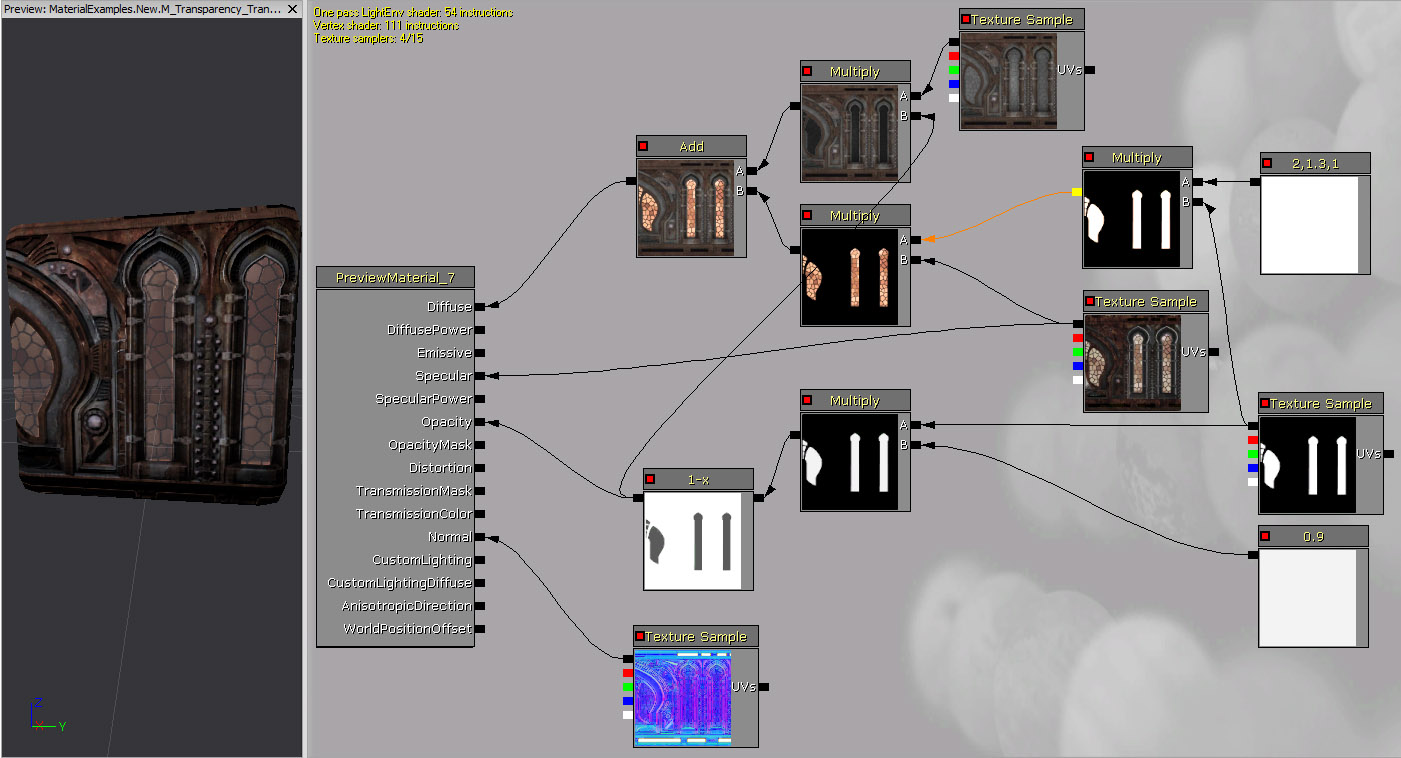 Preview: MaterialExamples.New.M_Transparency_Tran...
One pass LightEnv shader: 54 instructions
Vertex shader: 111 instructions
Texture samplers: 4/15
Texture Sample
UVs
Multiply
A
B
Add
A
B
Multiply
A
B
2,1.3,1
Multiply
A
B
PreviewMaterial_7
Diffuse
DiffusePower
Emissive
Specular
SpecularPower
Opacity
OpacityMask
Distortion
TransmissionMask
TransmissionColor
Normal
CustomLighting
CustomLightingDiffuse
AnisotropicDirection
WorldPositionOffset
Texture Sample
UVs
Multiply
A
B
Texture Sample
UVs
1-x
0.9
Texture Sample
UVs
Z
X
Y